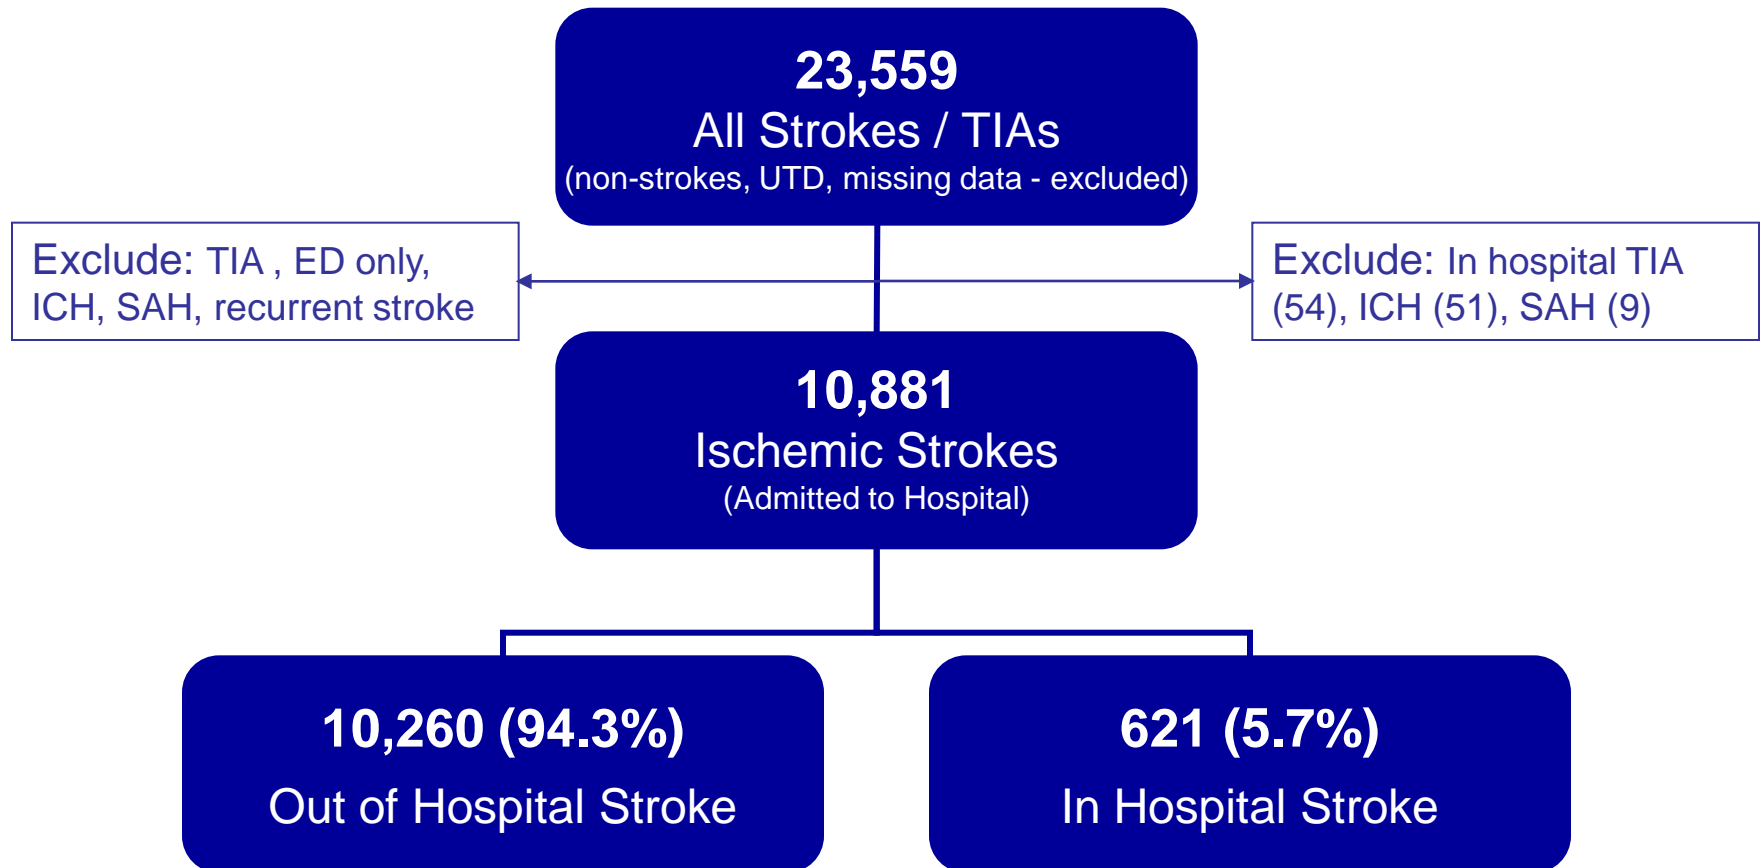 23,559
All Strokes / TIAs
(non-strokes, UTD, missing data - excluded)
Exclude: TIA , ED only,
ICH, SAH, recurrent stroke
Exclude: In hospital TIA
(54), ICH (51), SAH (9)
10,881
Ischemic Strokes
(Admitted to Hospital)
10,260 (94.3%)
Out of Hospital Stroke
621 (5.7%)
In Hospital Stroke